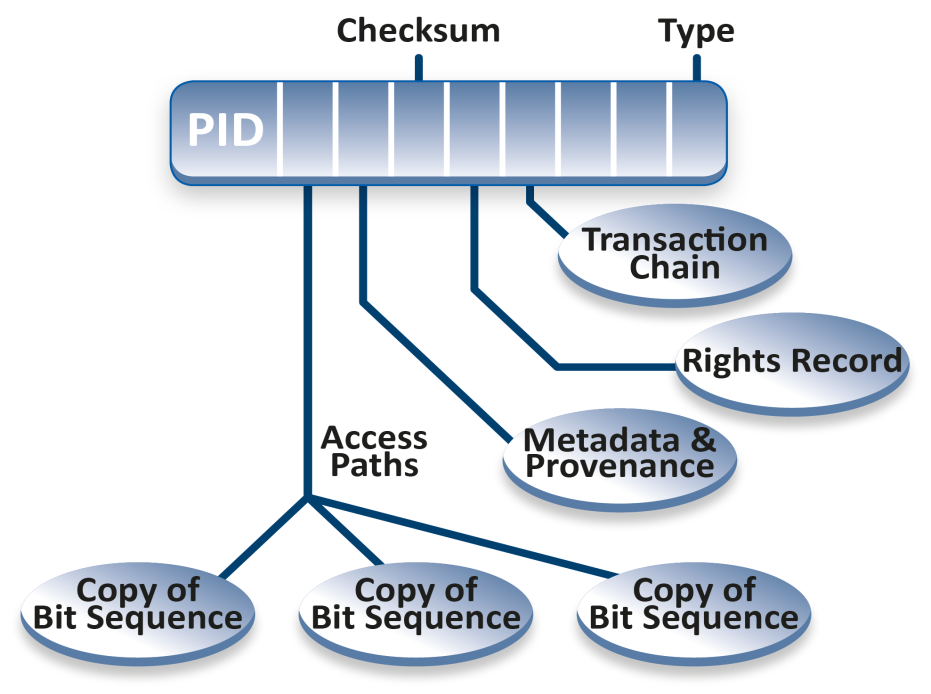 Checksum
Type
PID
Transaction
Chain
Rights Record
Access
Paths
Metadata &
Provenance
Copy of
Bit Sequence
Copy of
Bit Sequence
Copy of
Bit Sequence